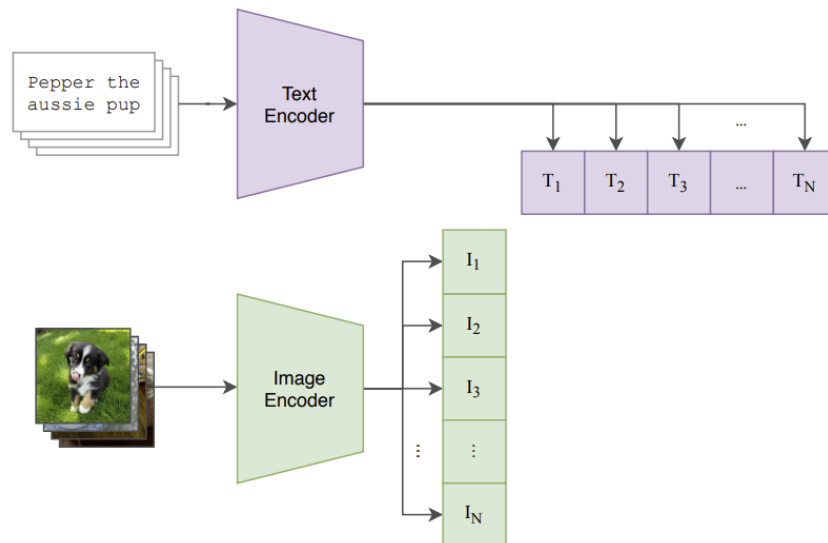 Pepper the
aussie pup
Text
Encoder
...
T1 T2 T3 ... TN
I1
I2
Image
Encoder
I3
⋮ ⋮
IN